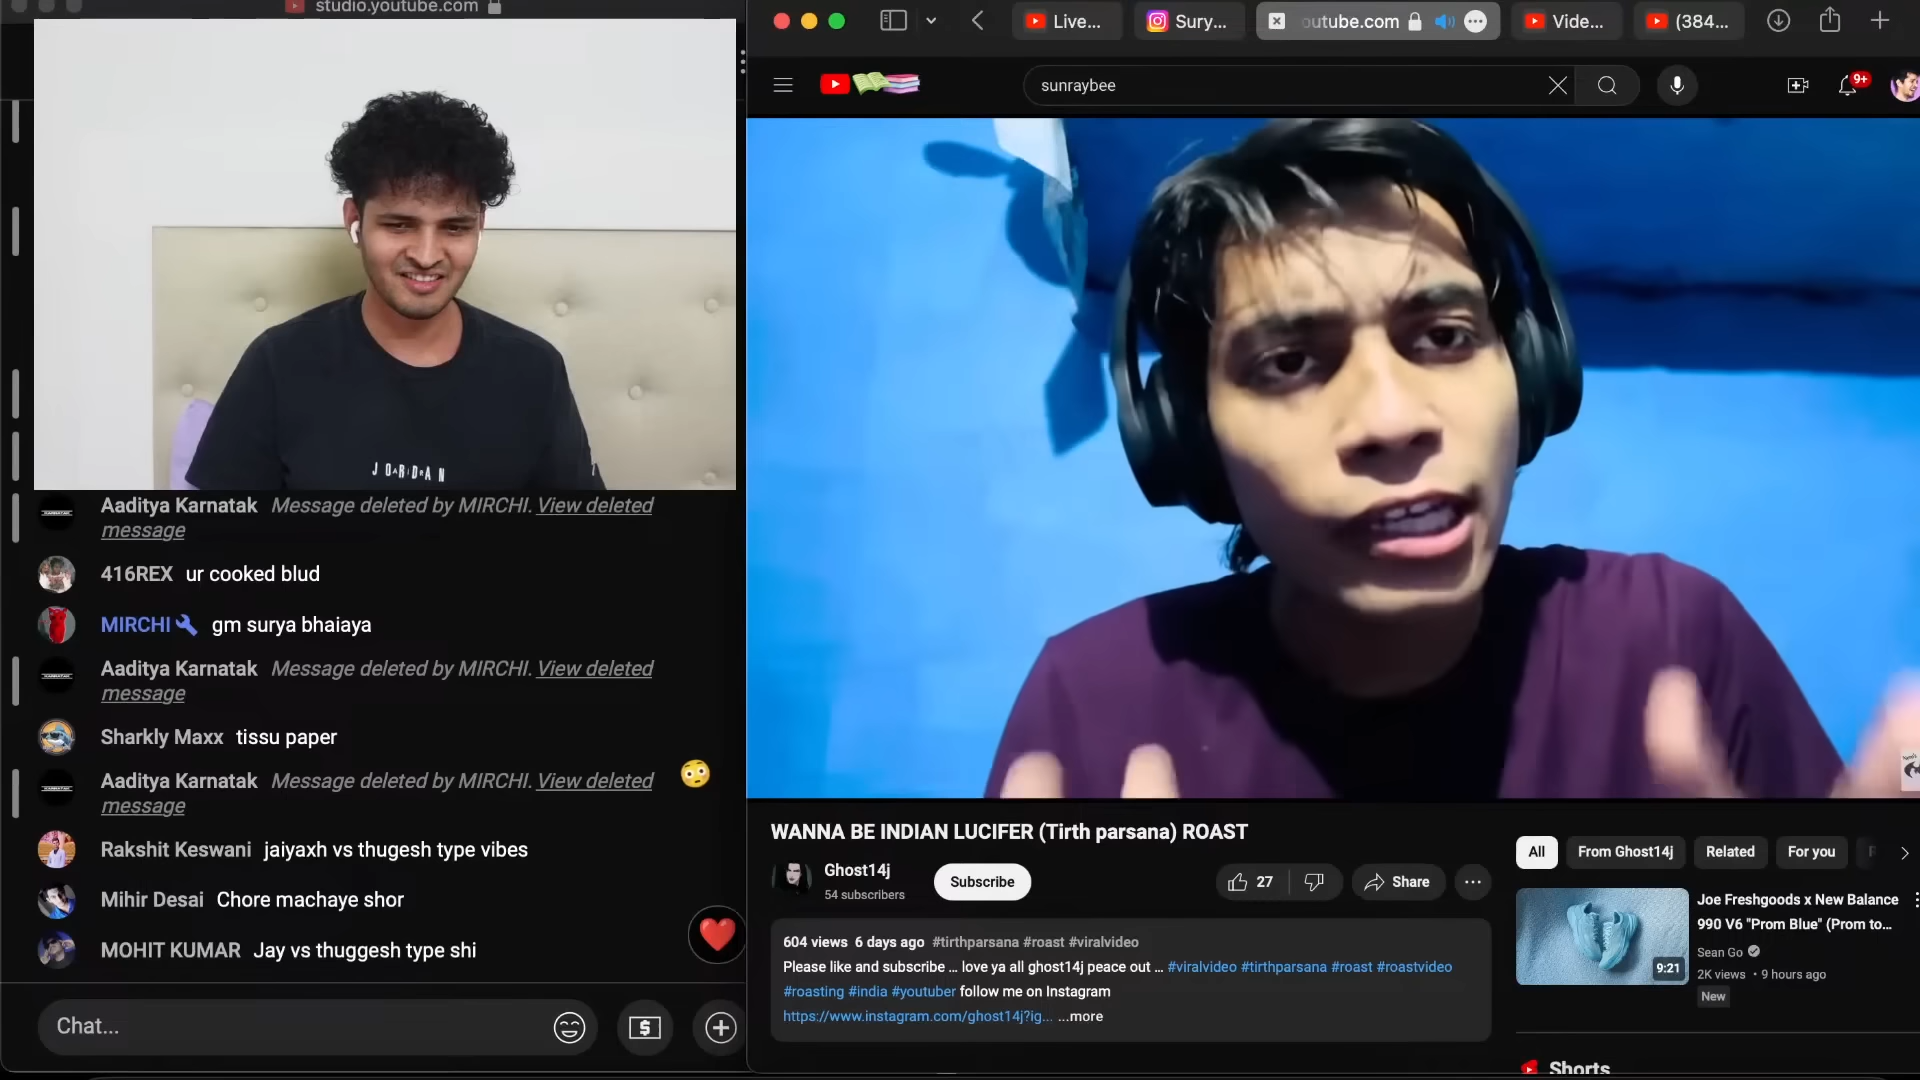 studio.youtube.com
Live...
Sury...
outube.com
Vide...
(384...
sunraybee
9+
JORDAN
Aaditya Karnatak Message deleted by MIRCHI. View deleted
message
416REX ur cooked blud
MIRCHI gm surya bhaiaya
Aaditya Karnatak Message deleted by MIRCHI. View deleted
message
Sharkly Maxx tissu paper
Aaditya Karnatak Message deleted by MIRCHI. View deleted
message
Rakshit Keswani jaiyaxh vs thugesh type vibes
Mihir Desai Chore machaye shor
MOHIT KUMAR Jay vs thuggesh type shi
Chat...
WANNA BE INDIAN LUCIFER (Tirth parsana) ROAST
Ghost14j
54 subscribers
Subscribe
27
Share
604 views 6 days ago #tirthparsana #roast #viralvideo
Please like and subscribe ... love ya all ghost14j peace out ... #viralvideo #tirthparsana #roast #roastvideo
#roasting #india #youtuber follow me on Instagram
https://www.instagram.com/ghost14j?ig... ...more
All
From Ghost14j
Related
For you
Joe Freshgoods x New Balance
990 V6 "Prom Blue" (Prom to...
Sean Go
2K views • 9 hours ago
New
9:21
Shorts